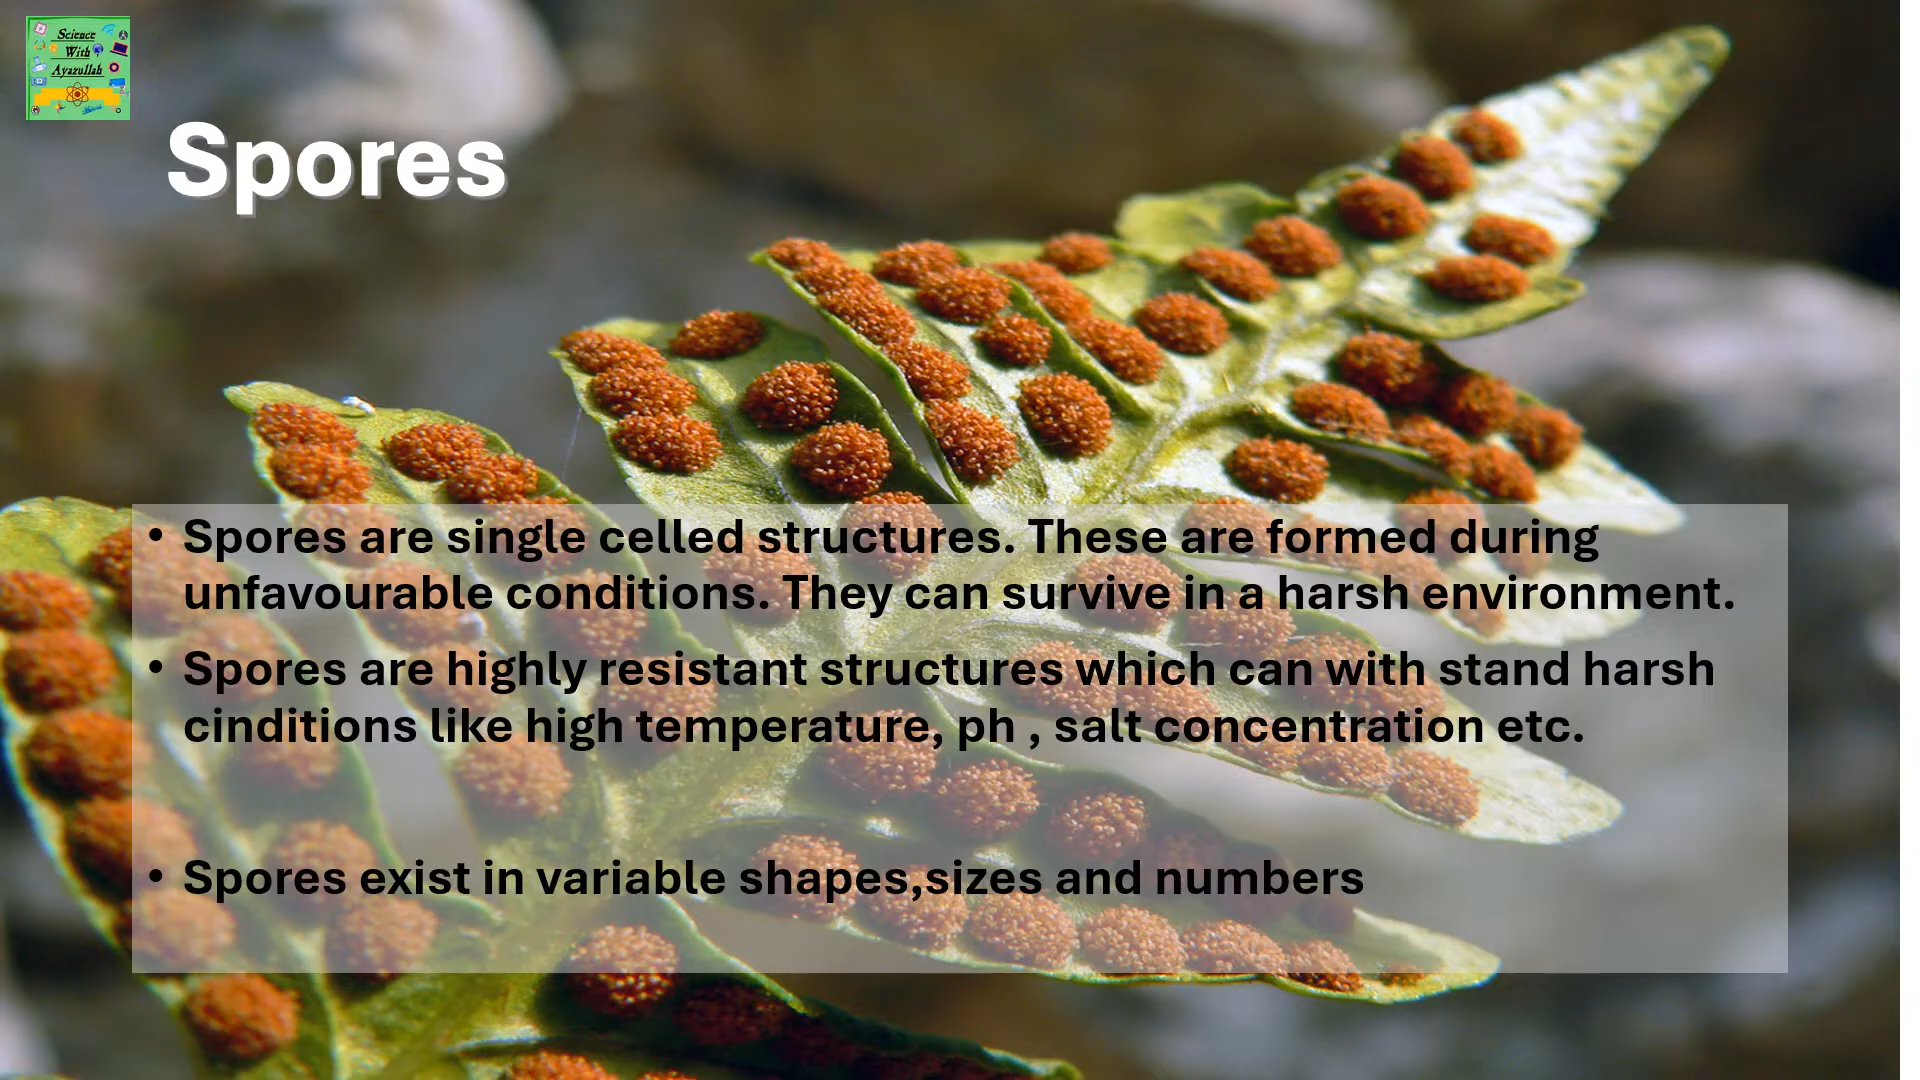 Science
With
Ayazullah
Spores
• Spores are single celled structures. These are formed during
unfavourable conditions. They can survive in a harsh environment.
• Spores are highly resistant structures which can with stand harsh
cinditions like high temperature, ph , salt concentration etc.
• Spores exist in variable shapes,sizes and numbers